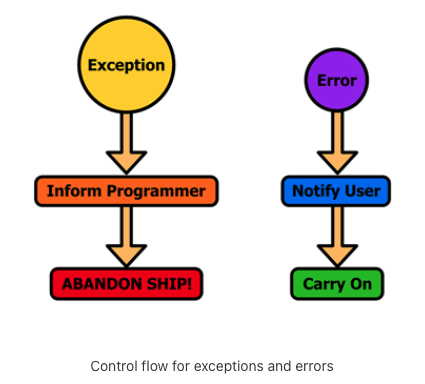 Exception
Error
Inform Programmer
Notify User
ABANDON SHIP!
Carry On
Control flow for exceptions and errors